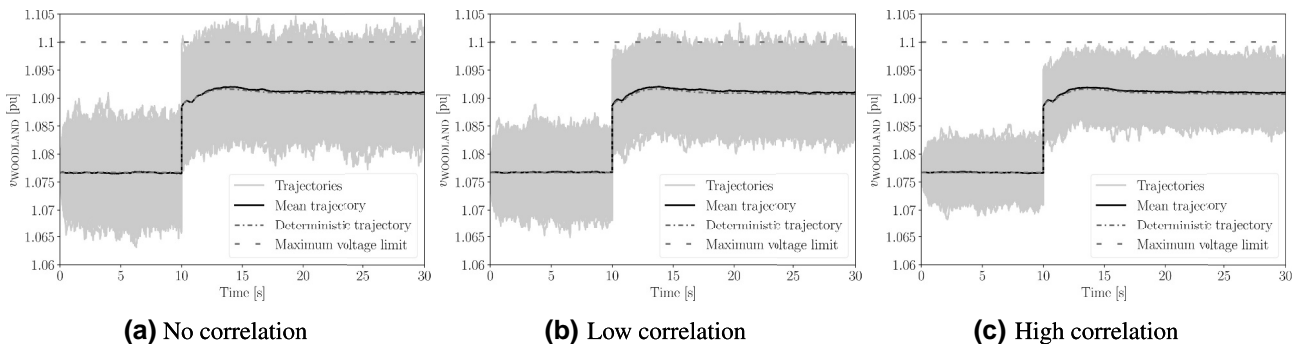 1.105
1.1
1.095
1.09
1.085
1.08
1.075
1.07
1.065
1.06
vWOODLAND [pu]
Trajectories
Mean trajectory
Deterministic trajectory
Maximum voltage limit
0 5 10 15 20 25 30
Time [s]
(a) No correlation
1.105
1.1
1.095
1.09
1.085
1.08
1.075
1.07
1.065
1.06
vWOODLAND [pu]
Trajectories
Mean trajectory
Deterministic trajectory
Maximum voltage limit
0 5 10 15 20 25 30
Time [s]
(b) Low correlation
1.105
1.1
1.095
1.09
1.085
1.08
1.075
1.07
1.065
1.06
vWOODLAND [pu]
Trajectories
Mean trajectory
Deterministic trajectory
Maximum voltage limit
0 5 10 15 20 25 30
Time [s]
(c) High correlation